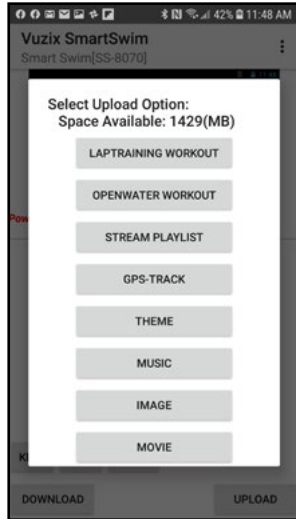 42% 11:48 AM
Vuzix SmartSwim
Smart Swim[SS-8070]
Select Upload Option:
Space Available: 1429(MB)
LAPTRAINING WORKOUT
OPENWATER WORKOUT
STREAM PLAYLIST
Pow
GPS-TRACK
THEME
MUSIC
IMAGE
MOVIE
DOWNLOAD
UPLOAD